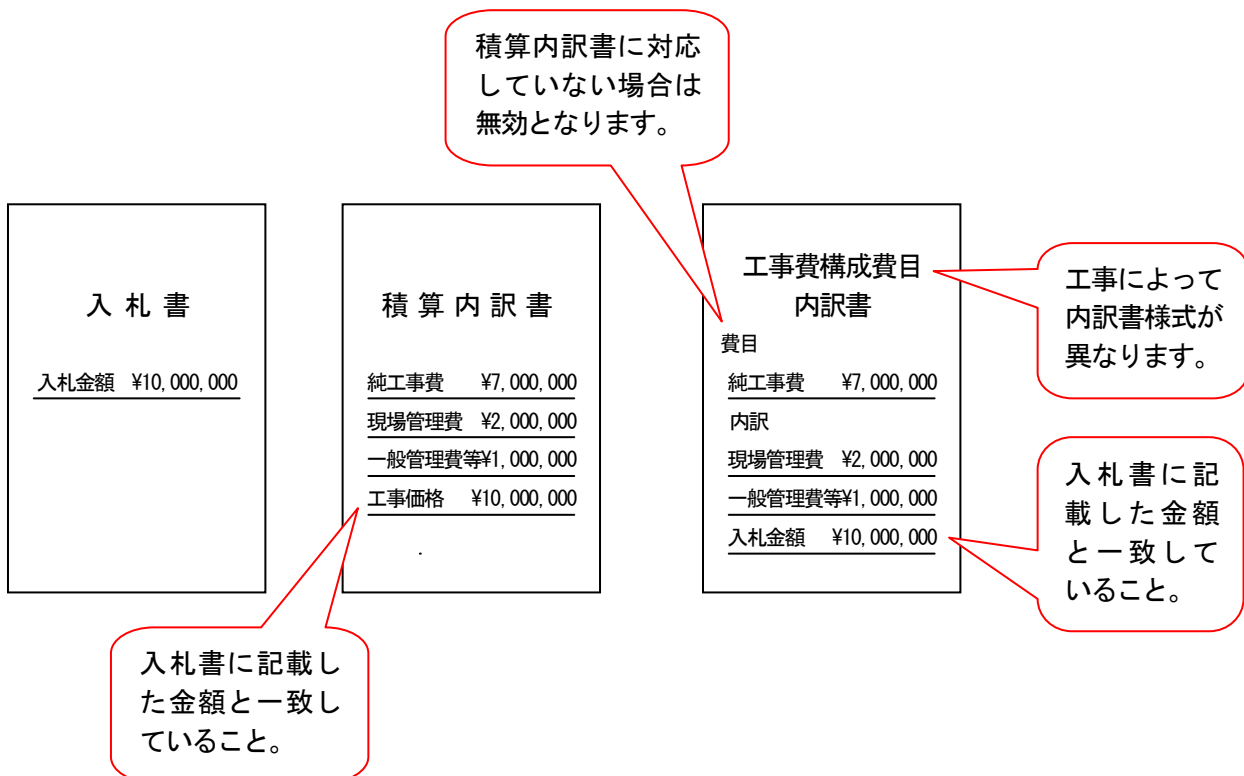 積算内訳書に対応
していない場合は
無効となります。
入 札 書
入札金額 ¥10,000,000
積 算 内 訳 書
純工事費 ¥7,000,000
現場管理費 ¥2,000,000
一般管理費等¥1,000,000
工事価格 ¥10,000,000
.
工事費構成費目
内訳書
費目
純工事費 ¥7,000,000
内訳
現場管理費 ¥2,000,000
一般管理費等¥1,000,000
入札金額 ¥10,000,000
工事によって
内訳書様式が
異なります。
入札書に記
載した金額
と一致して
いること。
入札書に記載し
た金額と一致し
ていること。